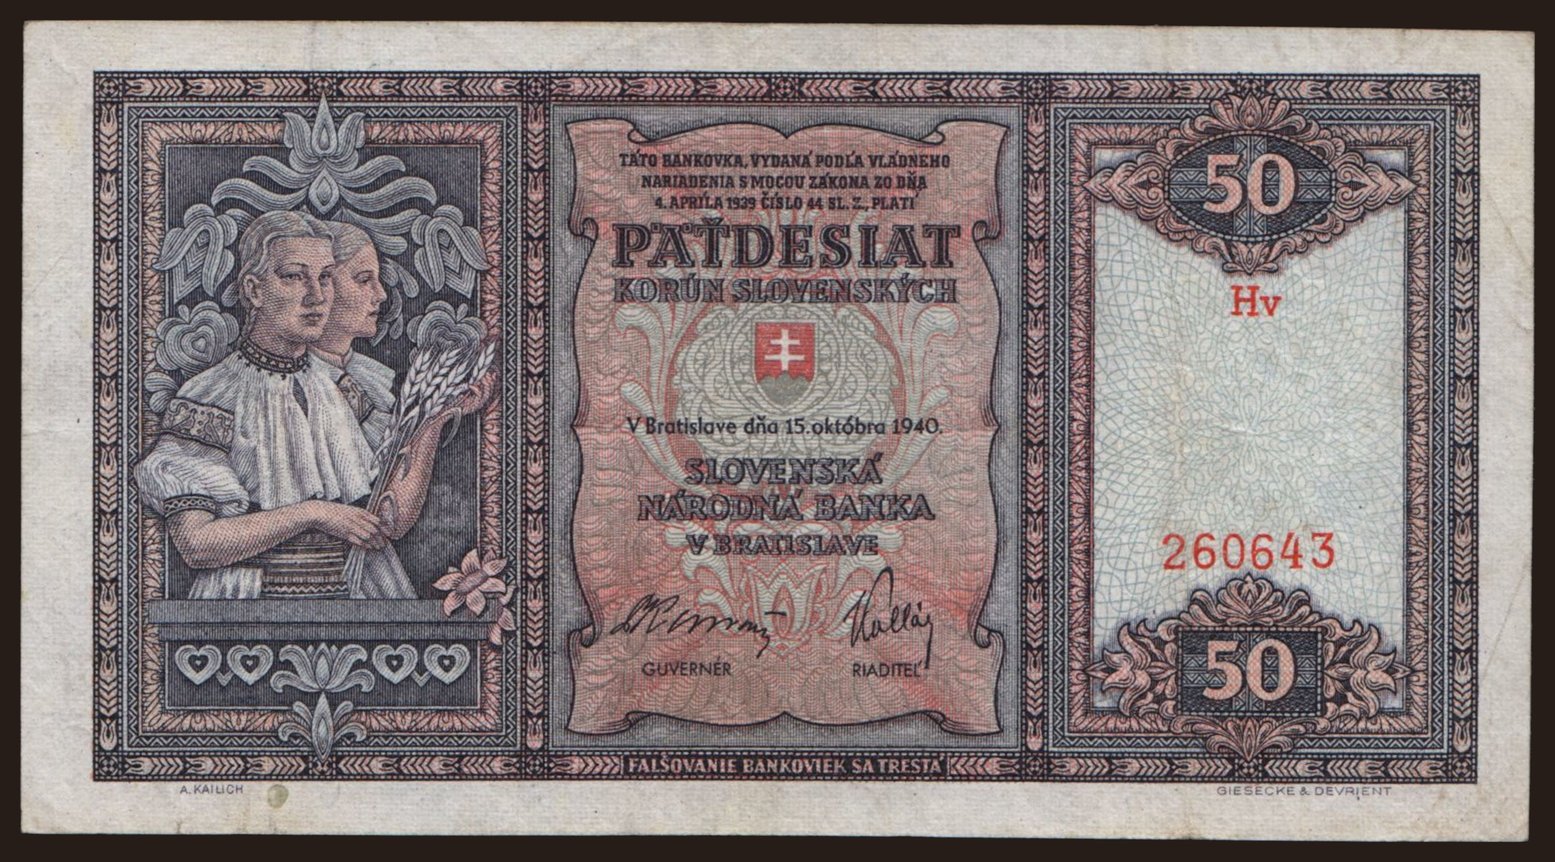 TÁTO BANKOVKA, VYDANÁ PODĽA VLÁDNEHO
NARIADENIA S MOCOU ZÁKONA ZO DŇA
4. APRÍLA 1939 ČÍSLO 44 SL. Z., PLATÍ
PÄŤDESIAT
KORÚN SLOVENSKÝCH
V Bratislave dňa 15. októbra 1940.
SLOVENSKÁ
NÁRODNÁ BANKA
V BRATISLAVE
GUVERNÉR
RIADITEĽ
FALŠOVANIE BANKOVIEK SA TRESTÁ
50
Hv
260643
50
A. KAILICH
GIESECKE & DEVRIENT